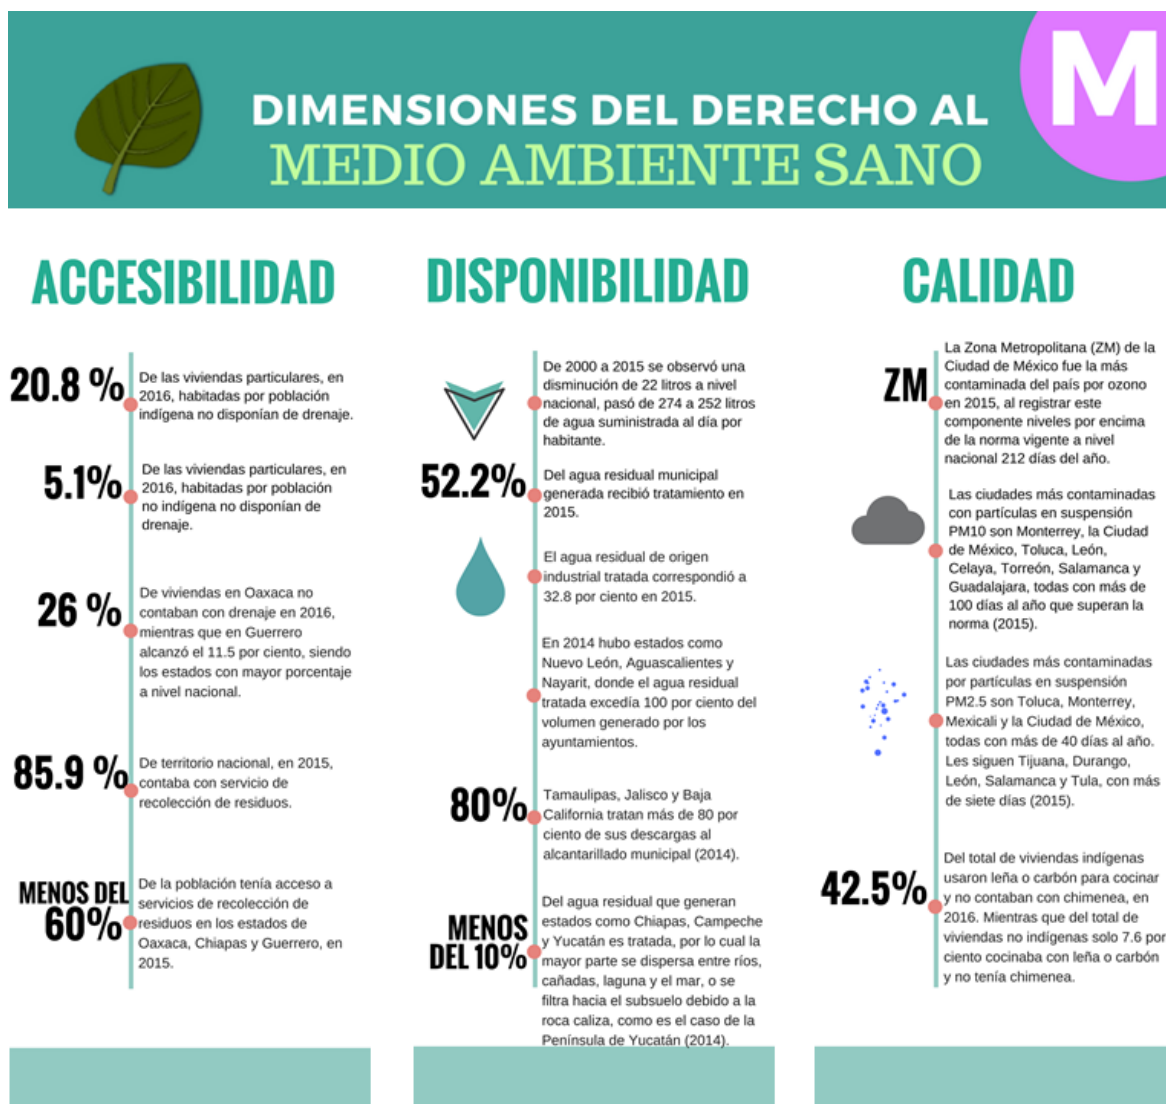 M
DIMENSIONES DEL DERECHO AL
MEDIO AMBIENTE SANO
ACCESIBILIDAD
20.8 %
De las viviendas particulares, en
2016, habitadas por población
indígena no disponían de drenaje.
5.1%
De las viviendas particulares, en
2016, habitadas por población
no indígena no disponían de
drenaje.
26 %
De viviendas en Oaxaca no
contaban con drenaje en 2016,
mientras que en Guerrero
alcanzó el 11.5 por ciento, siendo
los estados con mayor porcentaje
a nivel nacional.
85.9 %
De territorio nacional, en 2015,
contaba con servicio de
recolección de residuos.
MENOS DEL
60%
De la población tenía acceso a
servicios de recolección de
residuos en los estados de
Oaxaca, Chiapas y Guerrero, en
2015.
DISPONIBILIDAD
De 2000 a 2015 se observó una
disminución de 22 litros a nivel
nacional, pasó de 274 a 252 litros
de agua suministrada al día por
habitante.
52.2%
Del agua residual municipal
generada recibió tratamiento en
2015.
El agua residual de origen
industrial tratada correspondió a
32.8 por ciento en 2015.
En 2014 hubo estados como
Nuevo León, Aguascalientes y
Nayarit, donde el agua residual
tratada excedía 100 por ciento del
volumen generado por los
ayuntamientos.
80%
Tamaulipas, Jalisco y Baja
California tratan más de 80 por
ciento de sus descargas al
alcantarillado municipal (2014).
MENOS
DEL 10%
Del agua residual que generan
estados como Chiapas, Campeche
y Yucatán es tratada, por lo cual la
mayor parte se dispersa entre ríos,
cañadas, laguna y el mar, o se
filtra hacia el subsuelo debido a la
roca caliza, como es el caso de la
Península de Yucatán (2014).
CALIDAD
ZM
La Zona Metropolitana (ZM) de la
Ciudad de México fue la más
contaminada del país por ozono
en 2015, al registrar este
componente niveles por encima
de la norma vigente a nivel
nacional 212 días del año.
Las ciudades más contaminadas
con partículas en suspensión
PM10 son Monterrey, la Ciudad
de México, Toluca, León,
Celaya, Torreón, Salamanca y
Guadalajara, todas con más de
100 días al año que superan la
norma (2015).
Las ciudades más contaminadas
por partículas en suspensión
PM2.5 son Toluca, Monterrey,
Mexicali y la Ciudad de México,
todas con más de 40 días al año.
Les siguen Tijuana, Durango,
León, Salamanca y Tula, con más
de siete días (2015).
42.5%
Del total de viviendas indígenas
usaron leña o carbón para cocinar
y no contaban con chimenea, en
2016. Mientras que del total de
viviendas no indígenas solo 7.6 por
ciento cocinaba con leña o carbón
y no tenía chimenea.